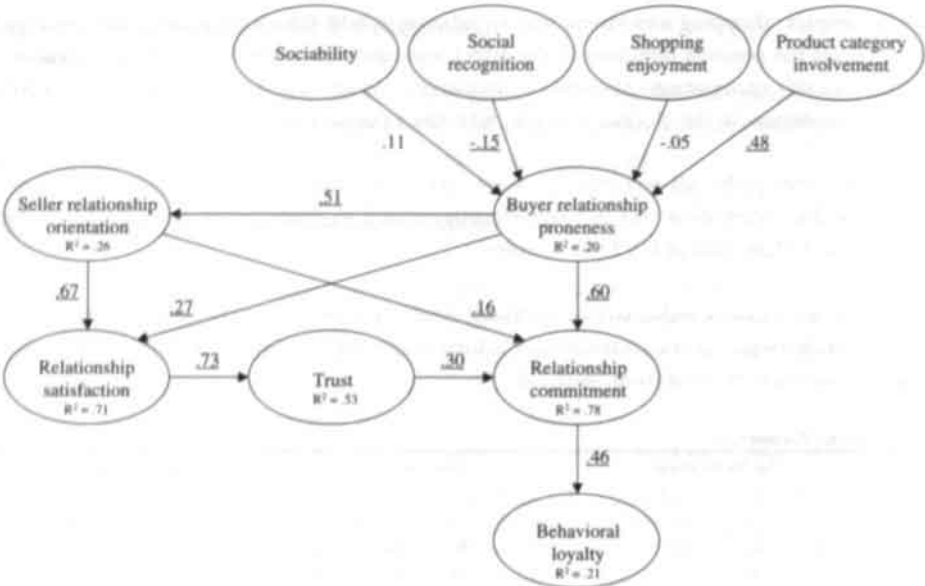 Sociability
Social
recognition
Shopping
enjoyment
Product category
involvement
.11
-.15
-.05
.48
Seller relationship
orientation
R² = .26
.51
Buyer relationship
proneness
R² = .20
.67
.27
.16
.60
Relationship
satisfaction
R² = .71
.73
Trust
R² = .53
.30
Relationship
commitment
R² = .78
.46
Behavioral
loyalty
R² = .21